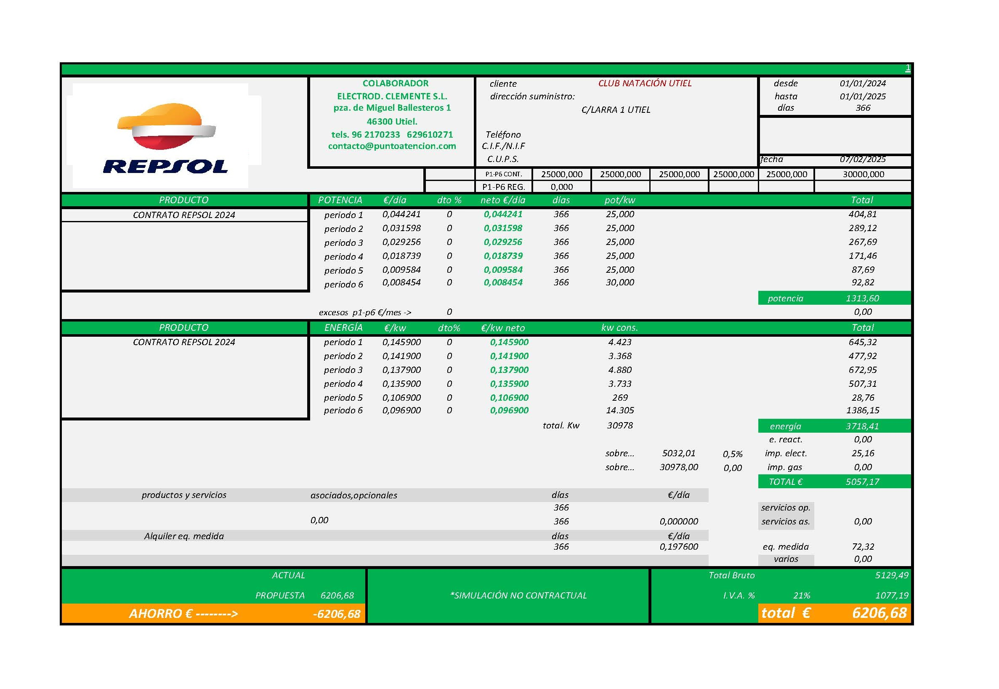 1
COLABORADOR
ELECTROD. CLEMENTE S.L.
pza. de Miguel Ballesteros 1
46300 Utiel.
tels. 96 2170233 629610271
contacto@puntoatencion.com
cliente CLUB NATACIÓN UTIEL
dirección suministro:
C/LARRA 1 UTIEL
Teléfono
C.I.F./N.I.F
C.U.P.S.
desde 01/01/2024
hasta 01/01/2025
días 366
fecha 07/02/2025
REPSOL
P1-P6 CONT. 25000,000 25000,000 25000,000 25000,000 25000,000 30000,000
P1-P6 REG. 0,000
PRODUCTO POTENCIA €/día dto % neto €/día días pot/kw Total
CONTRATO REPSOL 2024 periodo 1 0,044241 0 0,044241 366 25,000 404,81
periodo 2 0,031598 0 0,031598 366 25,000 289,12
periodo 3 0,029256 0 0,029256 366 25,000 267,69
periodo 4 0,018739 0 0,018739 366 25,000 171,46
periodo 5 0,009584 0 0,009584 366 25,000 87,69
periodo 6 0,008454 0 0,008454 366 30,000 92,82
potencia 1313,60
excesos p1-p6 €/mes -> 0 0,00
PRODUCTO ENERGÍA €/kw dto% €/kw neto kw cons. Total
CONTRATO REPSOL 2024 periodo 1 0,145900 0 0,145900 4.423 645,32
periodo 2 0,141900 0 0,141900 3.368 477,92
periodo 3 0,137900 0 0,137900 4.880 672,95
periodo 4 0,135900 0 0,135900 3.733 507,31
periodo 5 0,106900 0 0,106900 269 28,76
periodo 6 0,096900 0 0,096900 14.305 1386,15
total. Kw 30978 energía 3718,41
e. react. 0,00
sobre... 5032,01 0,5% imp. elect. 25,16
sobre... 30978,00 0,00 imp. gas 0,00
TOTAL € 5057,17
productos y servicios asociados,opcionales días €/día
366 servicios op.
0,00 366 0,000000 servicios as. 0,00
Alquiler eq. medida días €/día
366 0,197600 eq. medida 72,32
varios 0,00
ACTUAL Total Bruto 5129,49
PROPUESTA 6206,68 *SIMULACIÓN NO CONTRACTUAL I.V.A. % 21% 1077,19
AHORRO € --------> -6206,68 total € 6206,68